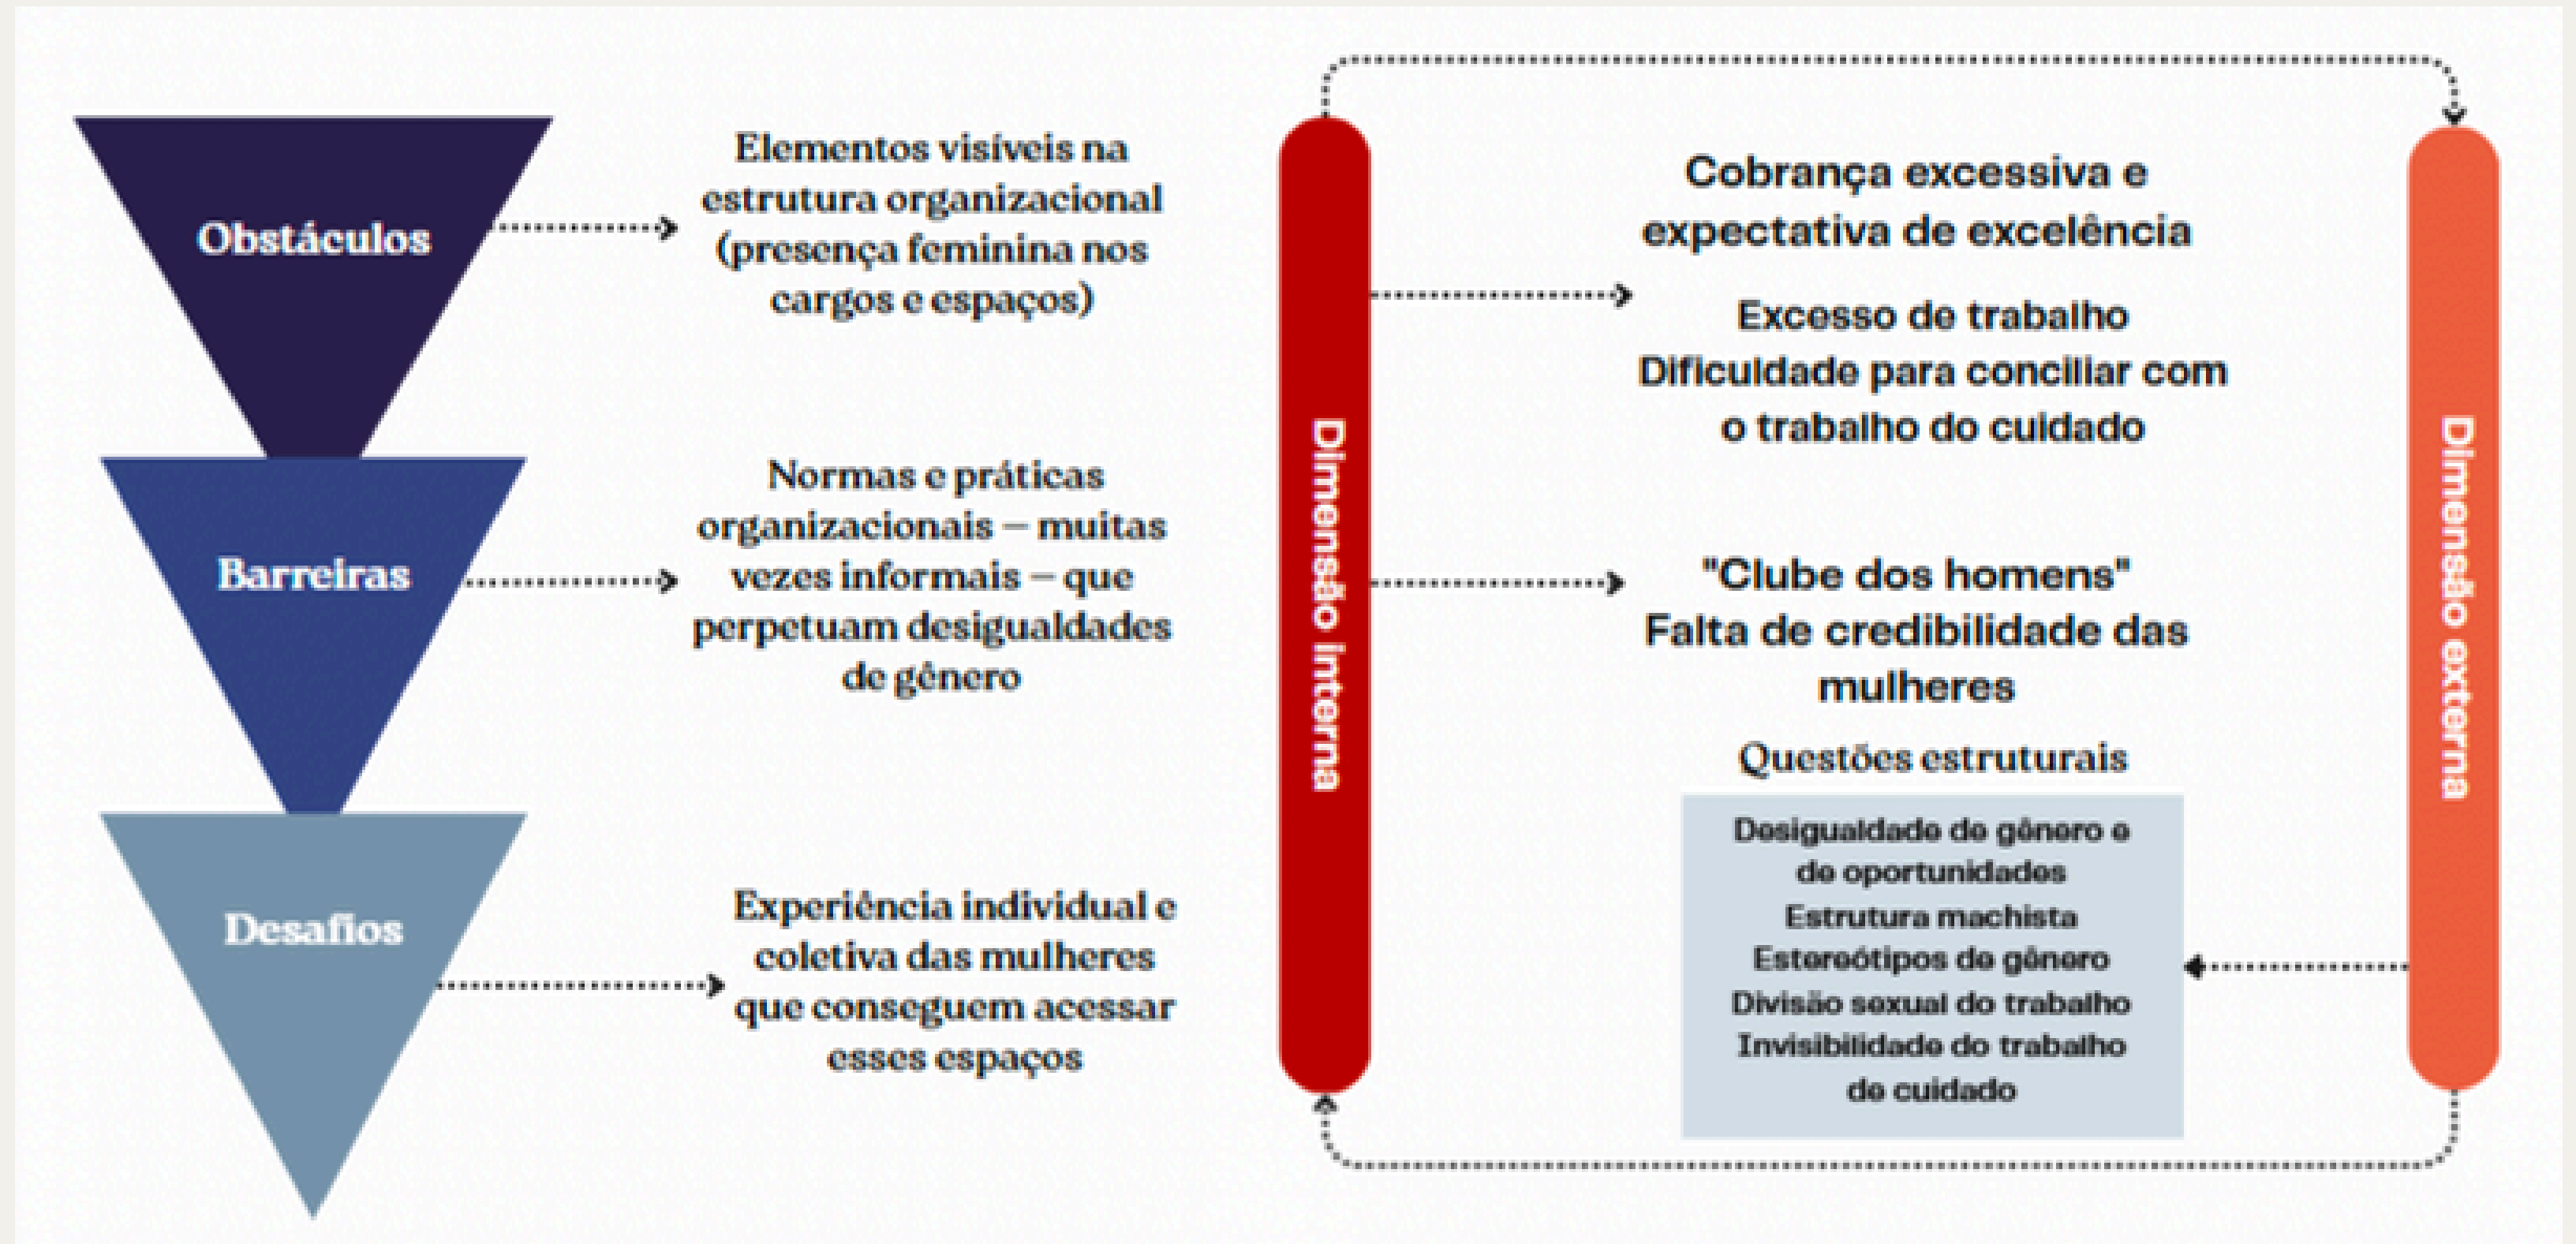 Obstáculos
Elementos visíveis na
estrutura organizacional
(presença feminina nos
cargos e espaços)
Barreiras
Normas e práticas
organizacionais – muitas
vezes informais – que
perpetuam desigualdades
de gênero
Desafios
Experiência individual e
coletiva das mulheres
que conseguem acessar
esses espaços
Dimensão interna
Cobrança excessiva e
expectativa de excelência
Excesso de trabalho
Dificuldade para conciliar com
o trabalho do cuidado
"Clube dos homens"
Falta de credibilidade das
mulheres
Questões estruturais
Desigualdade de gênero e
de oportunidades
Estrutura machista
Estereótipos de gênero
Divisão sexual do trabalho
Invisibilidade do trabalho
de cuidado
Dimensão externa